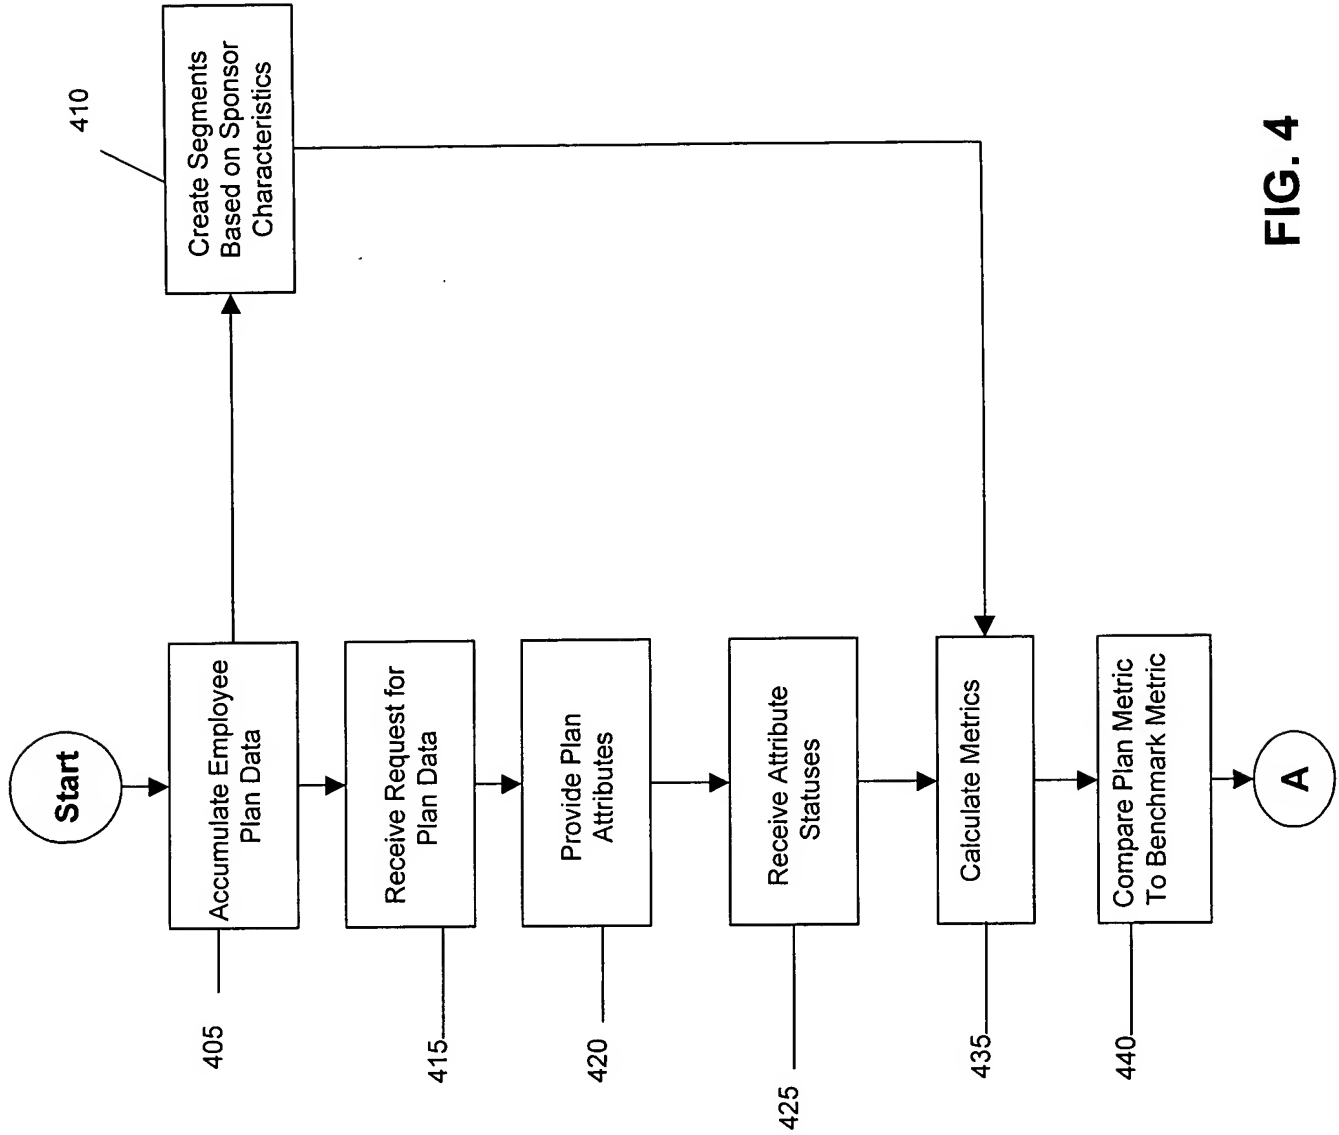 Start
405
Accumulate Employee
Plan Data
410
Create Segments
Based on Sponsor
Characteristics
415
Receive Request for
Plan Data
420
Provide Plan
Attributes
425
Receive Attribute
Statuses
435
Calculate Metrics
440
Compare Plan Metric
To Benchmark Metric
A
FIG. 4